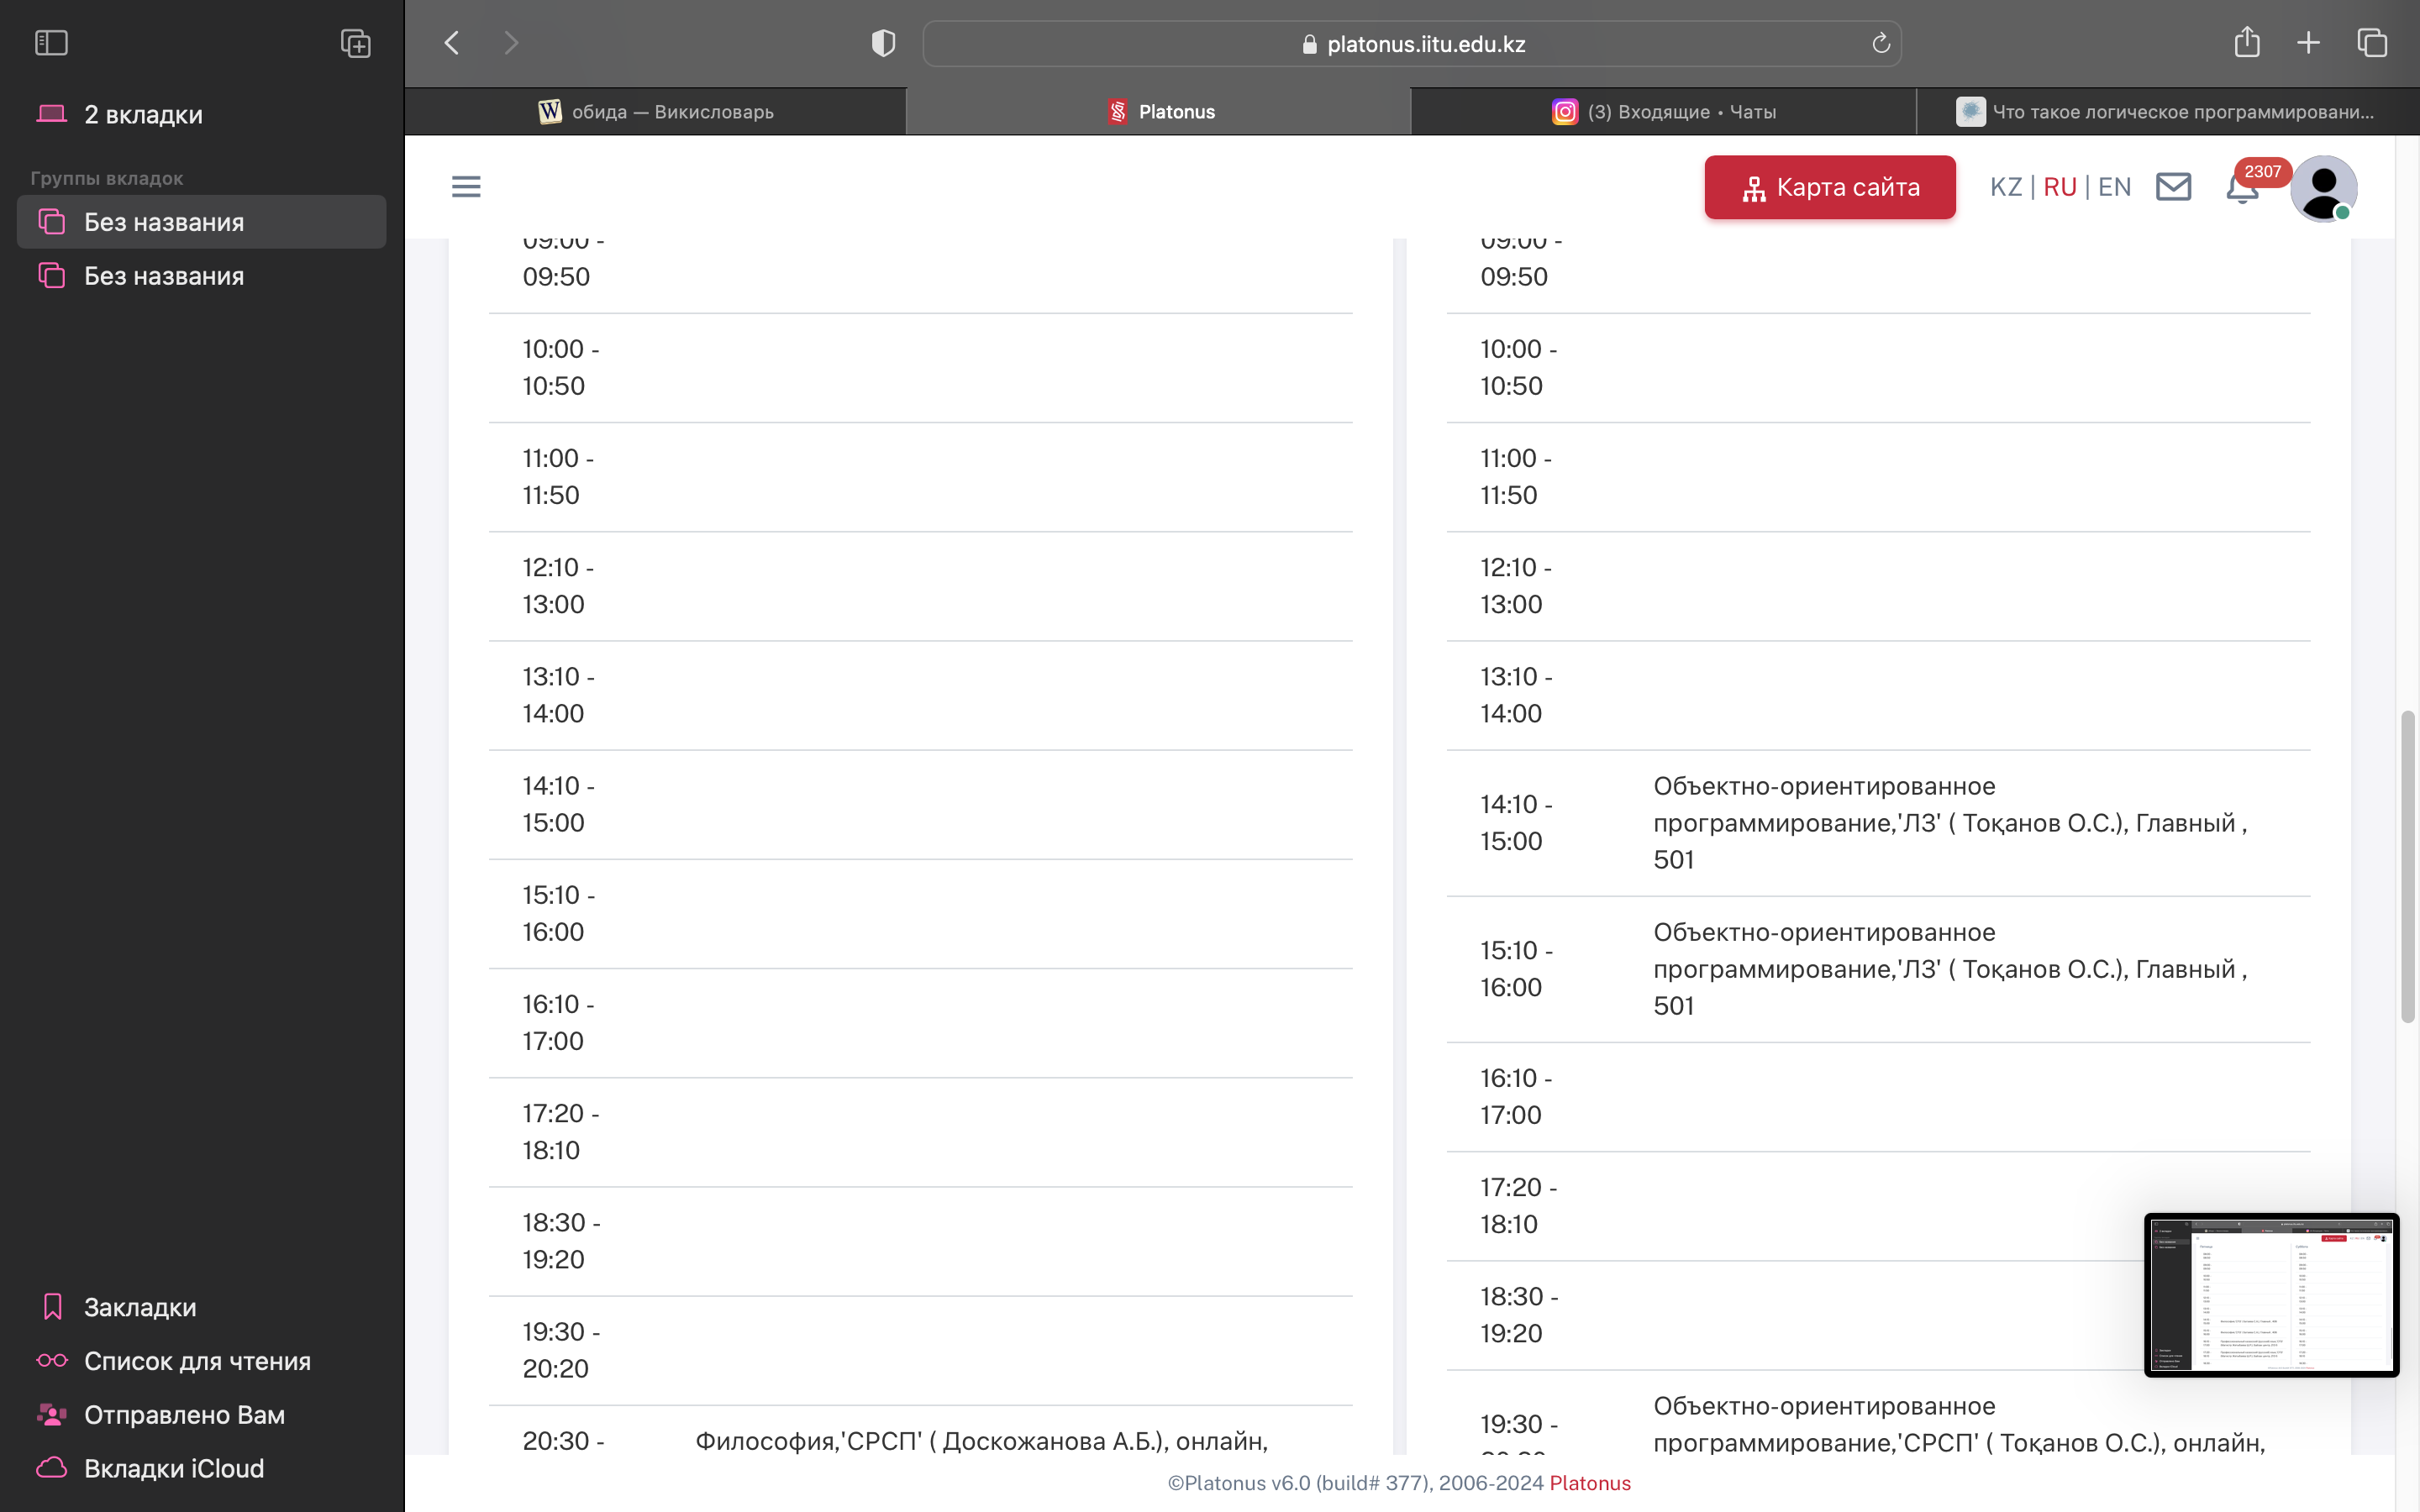 2 вкладки
Группы вкладок
Без названия
Без названия
Закладки
Список для чтения
Отправлено Вам
Вкладки iCloud
platonus.iitu.edu.kz
обида — Викисловарь
Platonus
(3) Входящие • Чаты
Что такое логическое программировани...
Карта сайта
KZ | RU | EN
2307
09:00 -
09:50
10:00 -
10:50
11:00 -
11:50
12:10 -
13:00
13:10 -
14:00
14:10 -
15:00
15:10 -
16:00
16:10 -
17:00
17:20 -
18:10
18:30 -
19:20
19:30 -
20:20
20:30 -
Философия,'СРСП' ( Доскожанова А.Б.), онлайн,
09:00 -
09:50
10:00 -
10:50
11:00 -
11:50
12:10 -
13:00
13:10 -
14:00
14:10 -
15:00
Объектно-ориентированное
программирование,'ЛЗ' ( Тоқанов О.С.), Главный ,
501
15:10 -
16:00
Объектно-ориентированное
программирование,'ЛЗ' ( Тоқанов О.С.), Главный ,
501
16:10 -
17:00
17:20 -
18:10
18:30 -
19:20
19:30 -
Объектно-ориентированное
программирование,'СРСП' ( Тоқанов О.С.), онлайн,
©Platonus v6.0 (build# 377), 2006-2024 Platonus